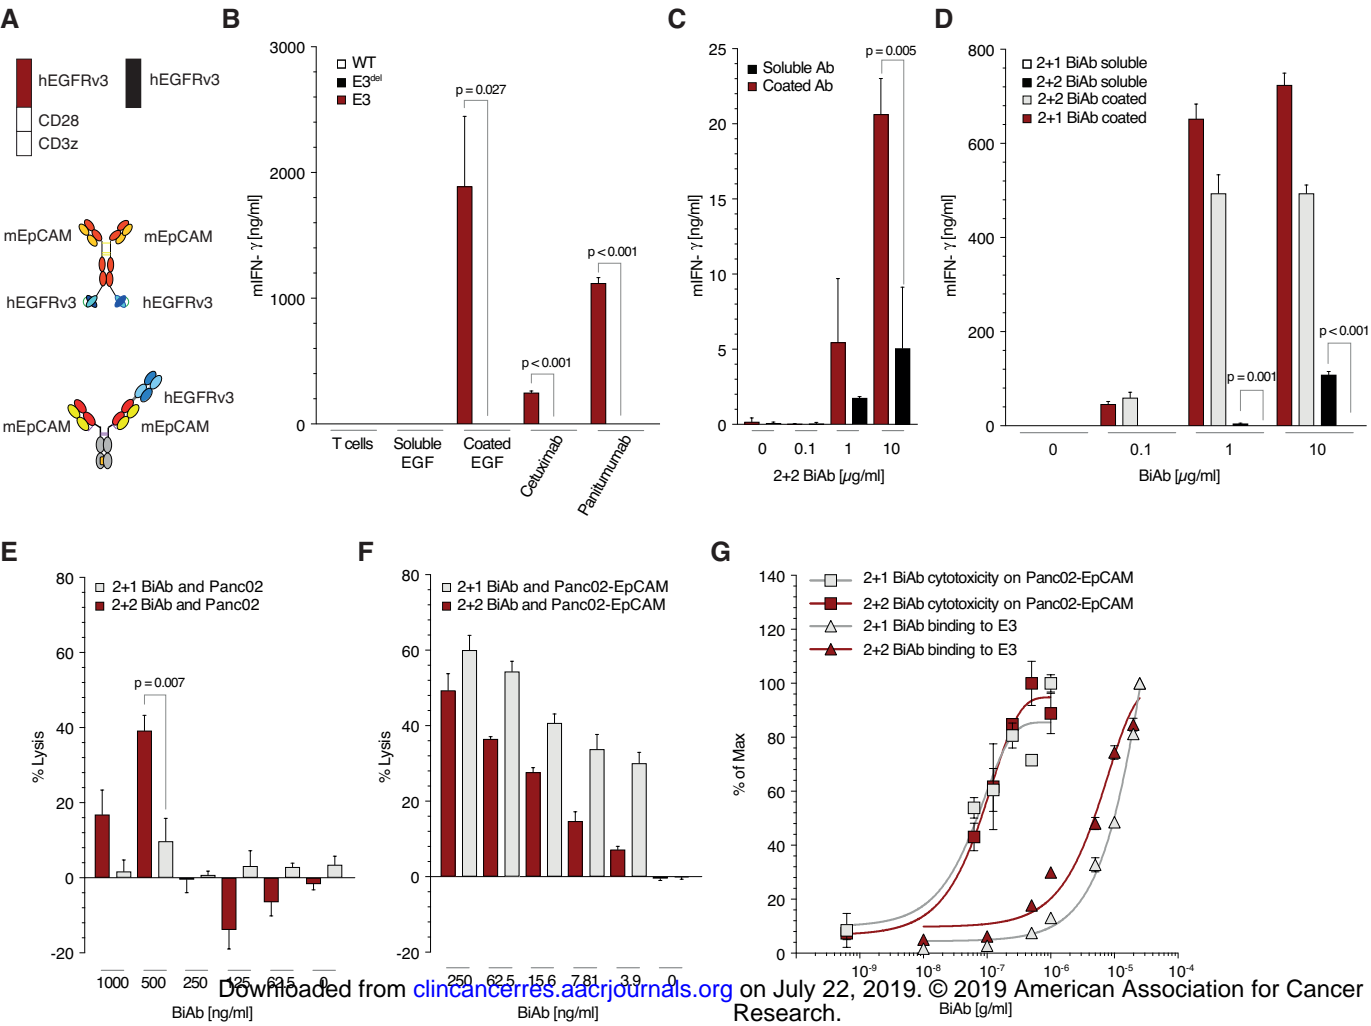 A
hEGFRv3
hEGFRv3
CD28
CD3z
mEpCAM
mEpCAM
hEGFRv3
hEGFRv3
hEGFRv3
mEpCAM
mEpCAM
B
3000
2000
1000
0
mIFN- γ [ng/ml]
WT
E3del
E3
p = 0.027
p < 0.001
p < 0.001
T cells
Soluble EGF
Coated EGF
Cetuximab
Panitumumab
C
25
20
15
10
5
0
mIFN- γ [ng/ml]
Soluble Ab
Coated Ab
p = 0.005
0 0.1 1 10
2+2 BiAb [µg/ml]
D
800
600
400
200
0
mIFN- γ [ng/ml]
2+1 BiAb soluble
2+2 BiAb soluble
2+2 BiAb coated
2+1 BiAb coated
p = 0.001
p < 0.001
0 0.1 1 10
BiAb [µg/ml]
E
80
60
40
20
0
-20
% Lysis
2+1 BiAb and Panc02
2+2 BiAb and Panc02
p = 0.007
1000 500 250 125 62.5 0
BiAb [ng/ml]
F
80
60
40
20
0
-20
% Lysis
2+1 BiAb and Panc02-EpCAM
2+2 BiAb and Panc02-EpCAM
250 62.5 15.6 7.81 3.9 0
BiAb [ng/ml]
G
140
120
100
80
60
40
20
0
% of Max
2+1 BiAb cytotoxicity on Panc02-EpCAM
2+2 BiAb cytotoxicity on Panc02-EpCAM
2+1 BiAb binding to E3
2+2 BiAb binding to E3
10-9 10-8 10-7 10-6 10-5 10-4
BiAb [g/ml]
Downloaded from clincancerres.aacrjournals.org on July 22, 2019. © 2019 American Association for Cancer
Research.